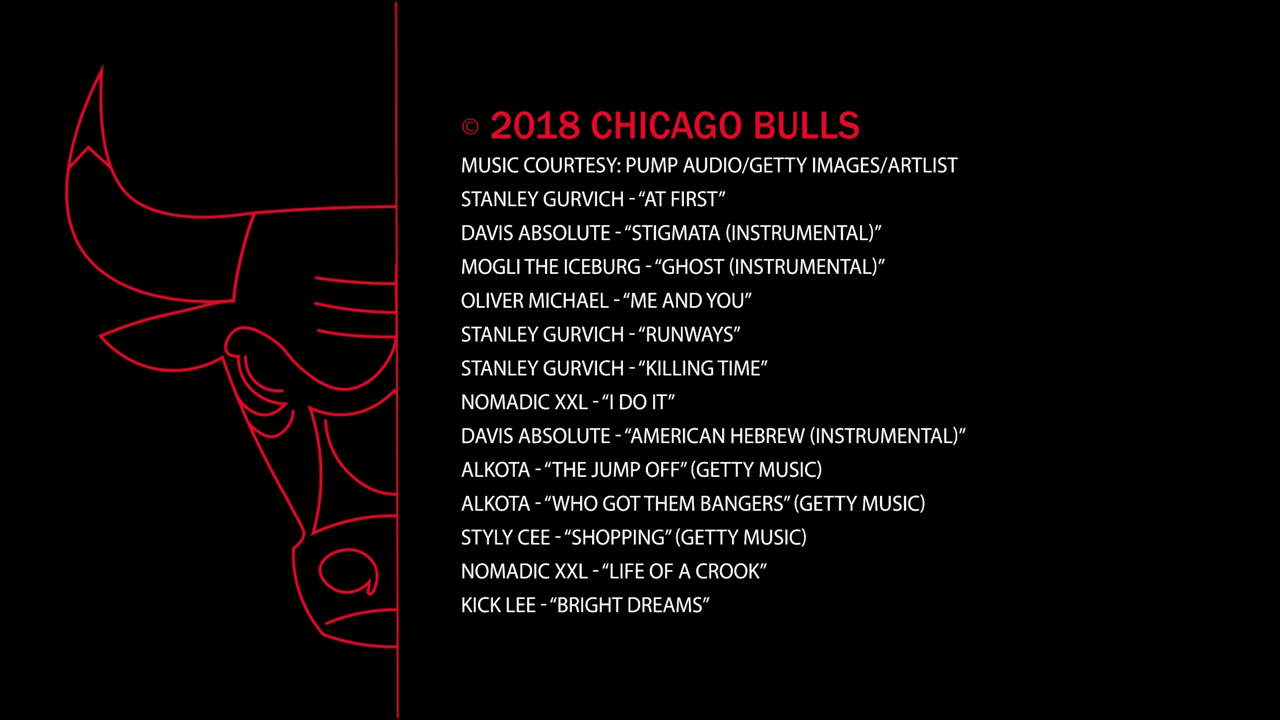 © 2018 CHICAGO BULLS
MUSIC COURTESY: PUMP AUDIO/GETTY IMAGES/ARTLIST
STANLEY GURVICH - “AT FIRST”
DAVIS ABSOLUTE - “STIGMATA (INSTRUMENTAL)”
MOGLI THE ICEBURG - “GHOST (INSTRUMENTAL)”
OLIVER MICHAEL - “ME AND YOU”
STANLEY GURVICH - “RUNWAYS”
STANLEY GURVICH - “KILLING TIME”
NOMADIC XXL - “I DO IT”
DAVIS ABSOLUTE - “AMERICAN HEBREW (INSTRUMENTAL)”
ALKOTA - “THE JUMP OFF” (GETTY MUSIC)
ALKOTA - “WHO GOT THEM BANGERS” (GETTY MUSIC)
STYLY CEE - “SHOPPING” (GETTY MUSIC)
NOMADIC XXL - “LIFE OF A CROOK”
KICK LEE - “BRIGHT DREAMS”